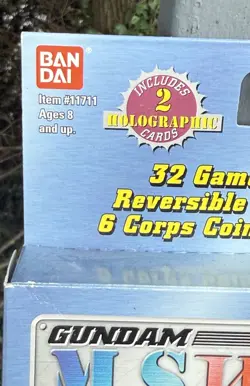 BAN
DAI
Item #11711
Ages 8
and up.
INCLUDES
2
HOLOGRAPHIC
CARDS
32 Gam
Reversible
6 Corps Coin
GUNDAM
M.S.